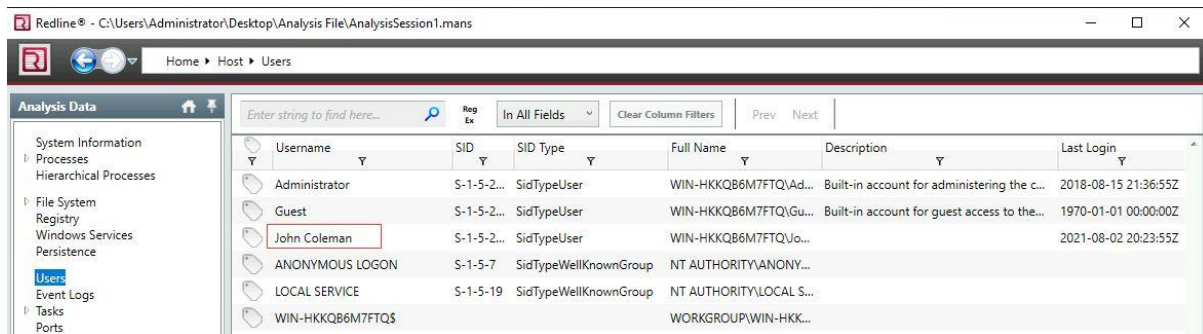 Redline® - C:\Users\Administrator\Desktop\Analysis File\AnalysisSession1.mans
Home Host Users
Analysis Data
System Information
Processes
Hierarchical Processes
File System
Registry
Windows Services
Persistence
Users
Event Logs
Tasks
Ports
Enter string to find here... Reg Ex In All Fields Clear Column Filters Prev Next
Username SID SID Type Full Name Description Last Login
Administrator S-1-5-2... SidTypeUser WIN-HKKQB6M7FTQ\Ad... Built-in account for administering the c... 2018-08-15 21:36:55Z
Guest S-1-5-2... SidTypeUser WIN-HKKQB6M7FTQ\Gu... Built-in account for guest access to the... 1970-01-01 00:00:00Z
John Coleman S-1-5-2... SidTypeUser WIN-HKKQB6M7FTQ\Jo... 2021-08-02 20:23:55Z
ANONYMOUS LOGON S-1-5-7 SidTypeWellKnownGroup NT AUTHORITY\ANONY...
LOCAL SERVICE S-1-5-19 SidTypeWellKnownGroup NT AUTHORITY\LOCAL S...
WIN-HKKQB6M7FTQ$ WORKGROUP\WIN-HKK...